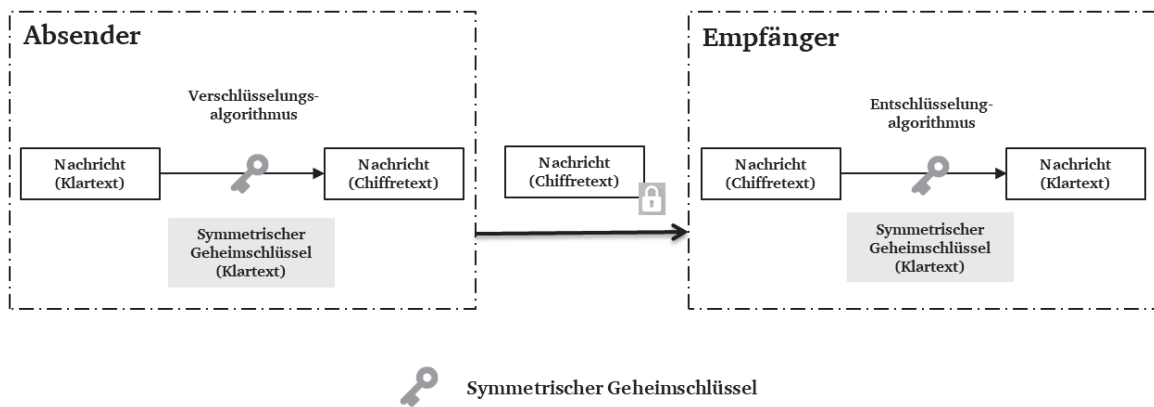 Absender
Verschlüsselungs-
algorithmus
Nachricht
(Klartext)
Nachricht
(Chiffretext)
Symmetrischer
Geheimschlüssel
(Klartext)
Nachricht
(Chiffretext)
Empfänger
Entschlüsselung-
algorithmus
Nachricht
(Chiffretext)
Nachricht
(Klartext)
Symmetrischer
Geheimschlüssel
(Klartext)
Symmetrischer Geheimschlüssel